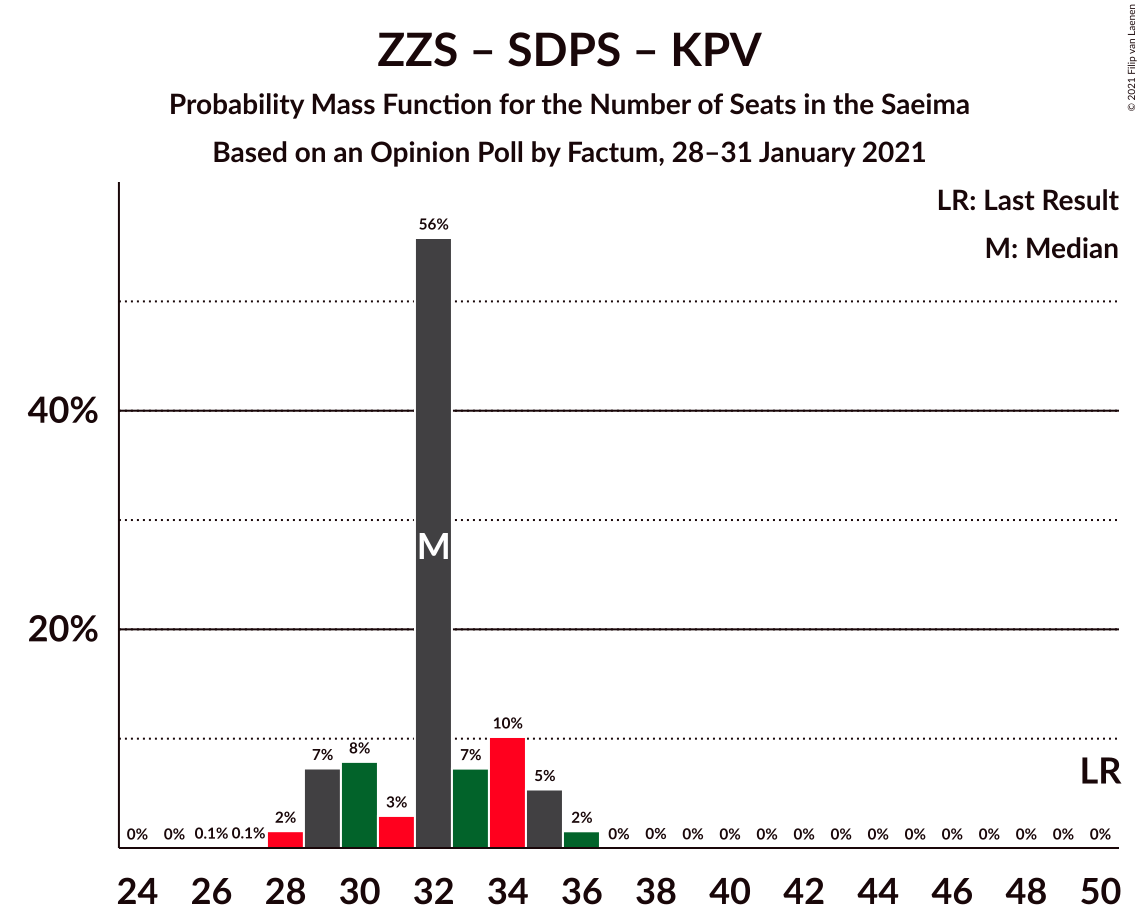 ZZS – SDPS – KPV
Probability Mass Function for the Number of Seats in the Saeima
Based on an Opinion Poll by Factum, 28–31 January 2021
© 2021 Filip van Laenen
LR: Last Result
M: Median
56%
40%
M
20%
10%
7% 8% 3% 7% 5%
LR
0% 0% 0.1% 0.1% 2% 2% 0% 0% 0% 0% 0% 0% 0% 0% 0% 0% 0% 0% 0% 0%
24 26 28 30 32 34 36 38 40 42 44 46 48 50